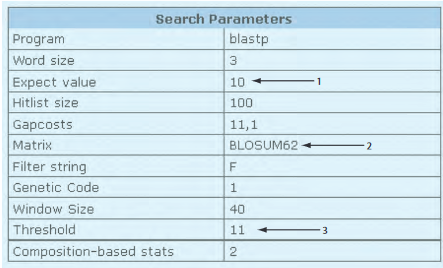 Search Parameters
Program blastp
Word size 3
Expect value 10 1
Hitlist size 100
Gapcosts 11,1
Matrix BLOSUM62 2
Filter string F
Genetic Code 1
Window Size 40
Threshold 11 3
Composition-based stats 2